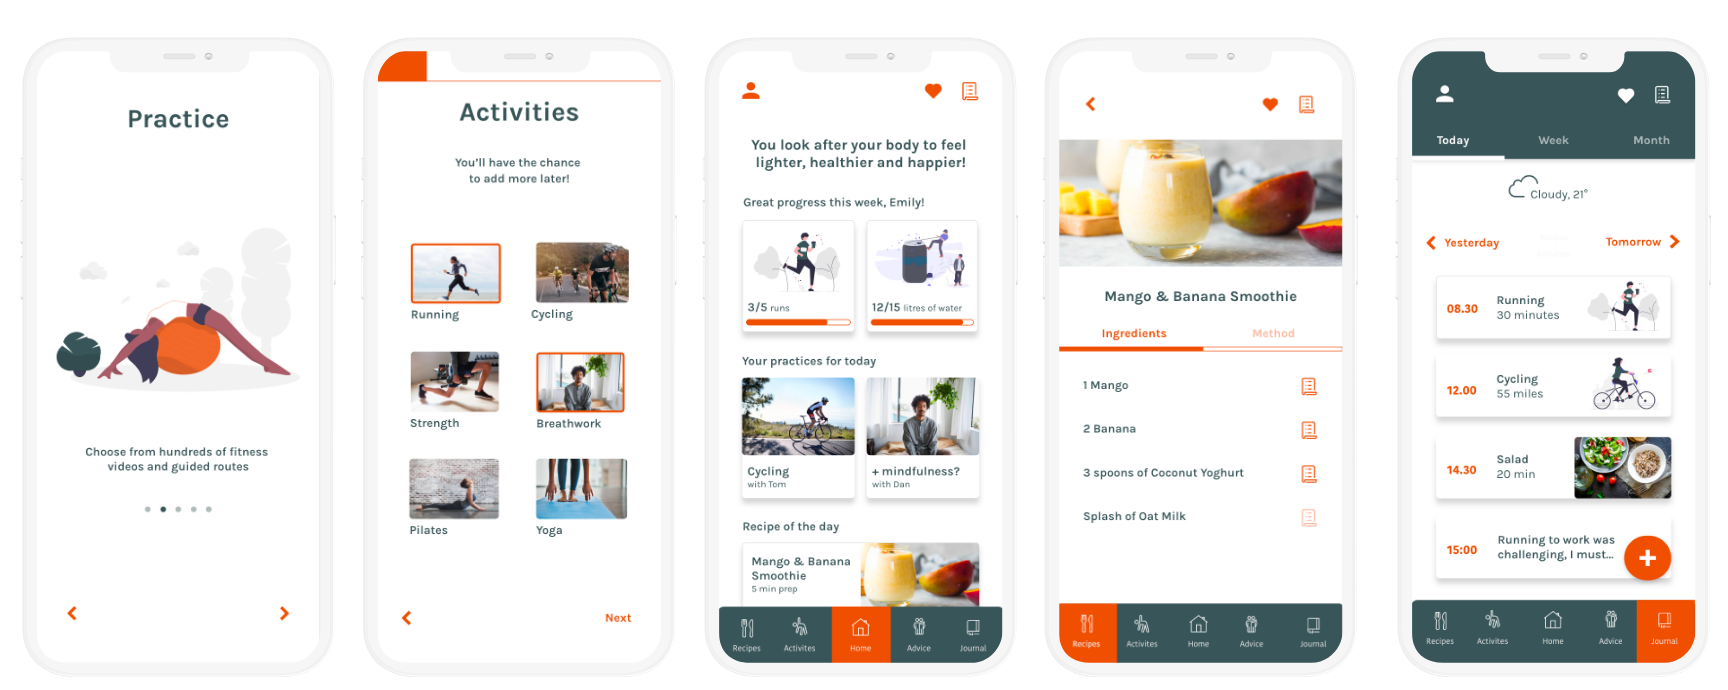 Practice
Choose from hundreds of fitness
videos and guided routes
Activities
You'll have the chance
to add more later!
Running
Cycling
Strength
Breathwork
Pilates
Yoga
Next
You look after your body to feel
lighter, healthier and happier!
Great progress this week, Emily!
3/5 runs
12/15 litres of water
Your practices for today
Cycling
with Tom
+ mindfulness?
with Dan
Recipe of the day
Mango & Banana
Smoothie
5 min prep
Recipes
Activites
Home
Advice
Journal
Mango & Banana Smoothie
Ingredients
Method
1 Mango
2 Banana
3 spoons of Coconut Yoghurt
Splash of Oat Milk
Recipes
Activites
Home
Advice
Journal
Today
Week
Month
Cloudy, 21°
Yesterday
Tomorrow
08.30
Running
30 minutes
12.00
Cycling
55 miles
14.30
Salad
20 min
15:00
Running to work was
challenging, I must...
Recipes
Activites
Home
Advice
Journal